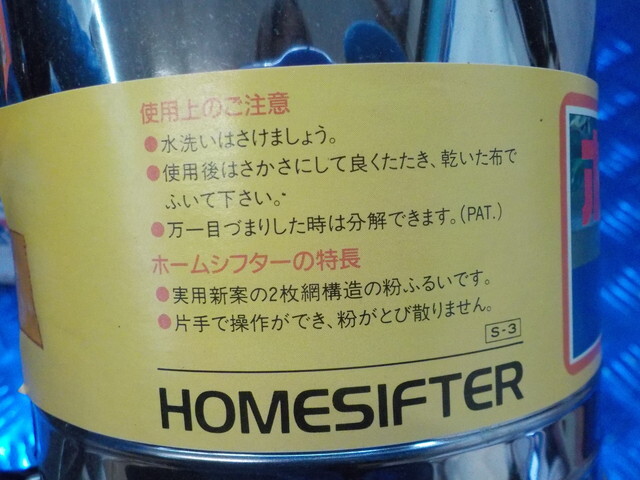 使用上のご注意
●水洗いはさけましょう。
●使用後はさかさにして良くたたき、乾いた布で
ふいて下さい。
●万一目づまりした時は分解できます。(PAT.)
ホームシフターの特長
●実用新案の2枚網構造の粉ふるいです。
●片手で操作ができ、粉がとび散りません。
S-3
HOMESIFTER
ホ